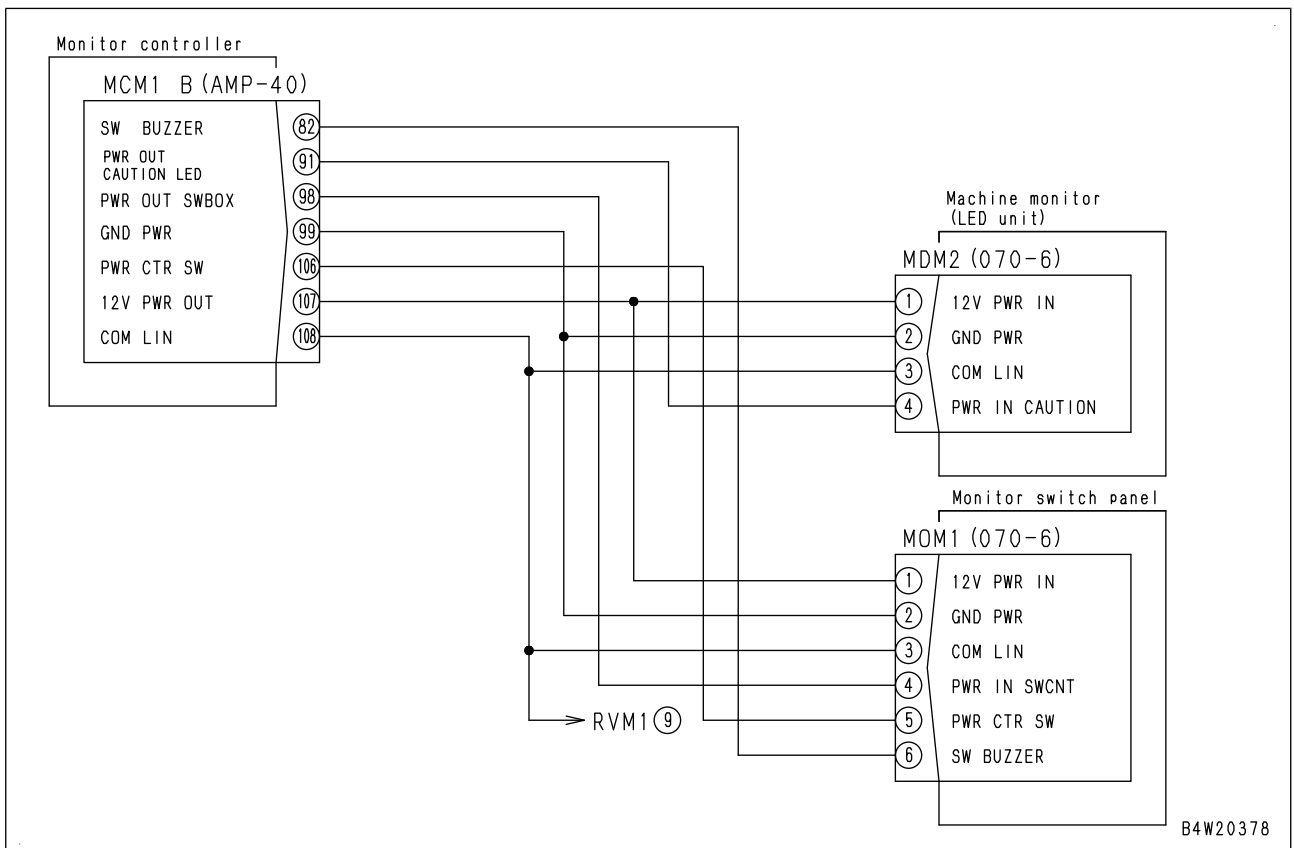 Monitor controller
MCM1 B (AMP-40)
SW BUZZER 82
PWR OUT
CAUTION LED 91
PWR OUT SWBOX 98
GND PWR 99
PWR CTR SW 106
12V PWR OUT 107
COM LIN 108
Machine monitor
(LED unit)
MDM2 (070-6)
1 12V PWR IN
2 GND PWR
3 COM LIN
4 PWR IN CAUTION
Monitor switch panel
MOM1 (070-6)
1 12V PWR IN
2 GND PWR
3 COM LIN
4 PWR IN SWCNT
5 PWR CTR SW
6 SW BUZZER
RVM1 9
B4W20378